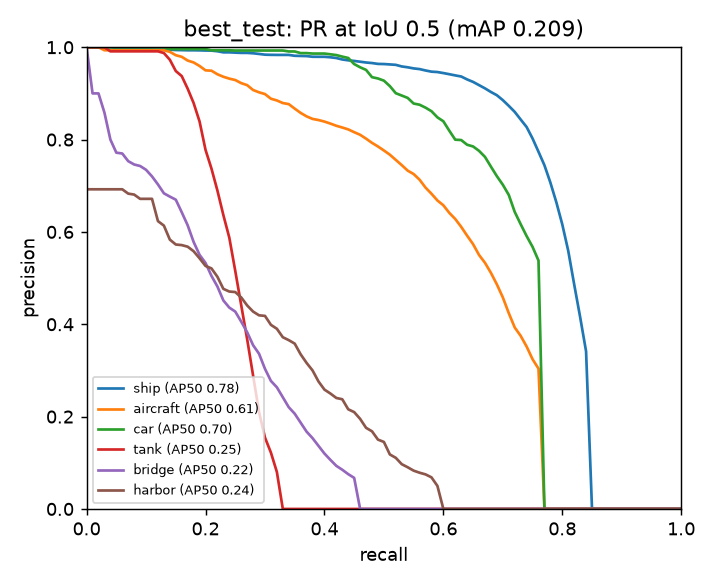 best_test: PR at IoU 0.5 (mAP 0.209)
1.0
0.8
0.6
0.4
0.2
0.0
precision
ship (AP50 0.78)
aircraft (AP50 0.61)
car (AP50 0.70)
tank (AP50 0.25)
bridge (AP50 0.22)
harbor (AP50 0.24)
0.0 0.2 0.4 0.6 0.8 1.0
recall